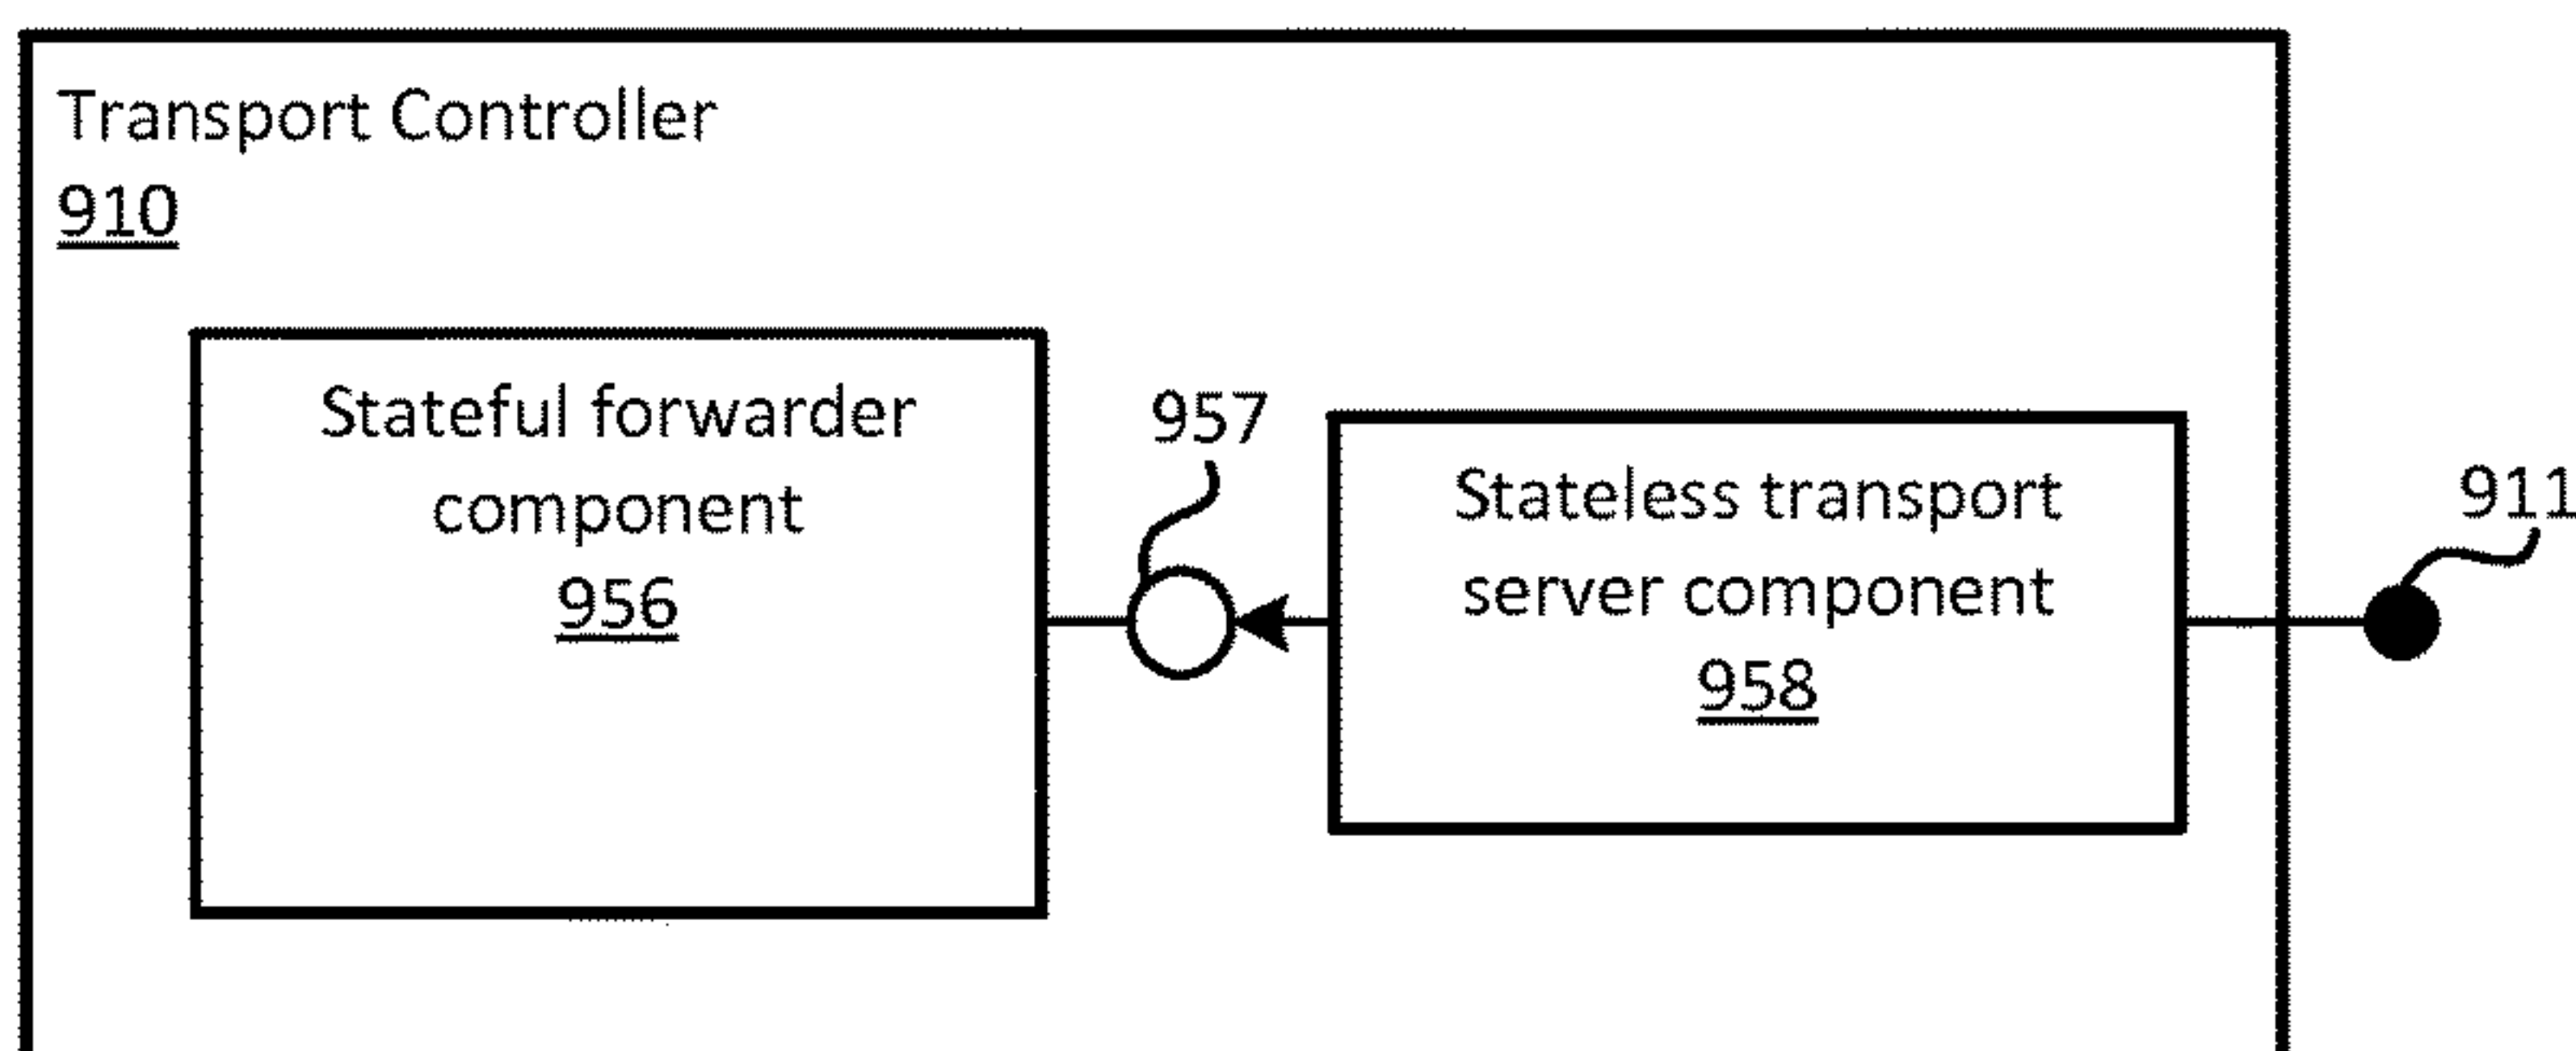 Transport Controller
910
Stateful forwarder
component
956
957
Stateless transport
server component
958
911